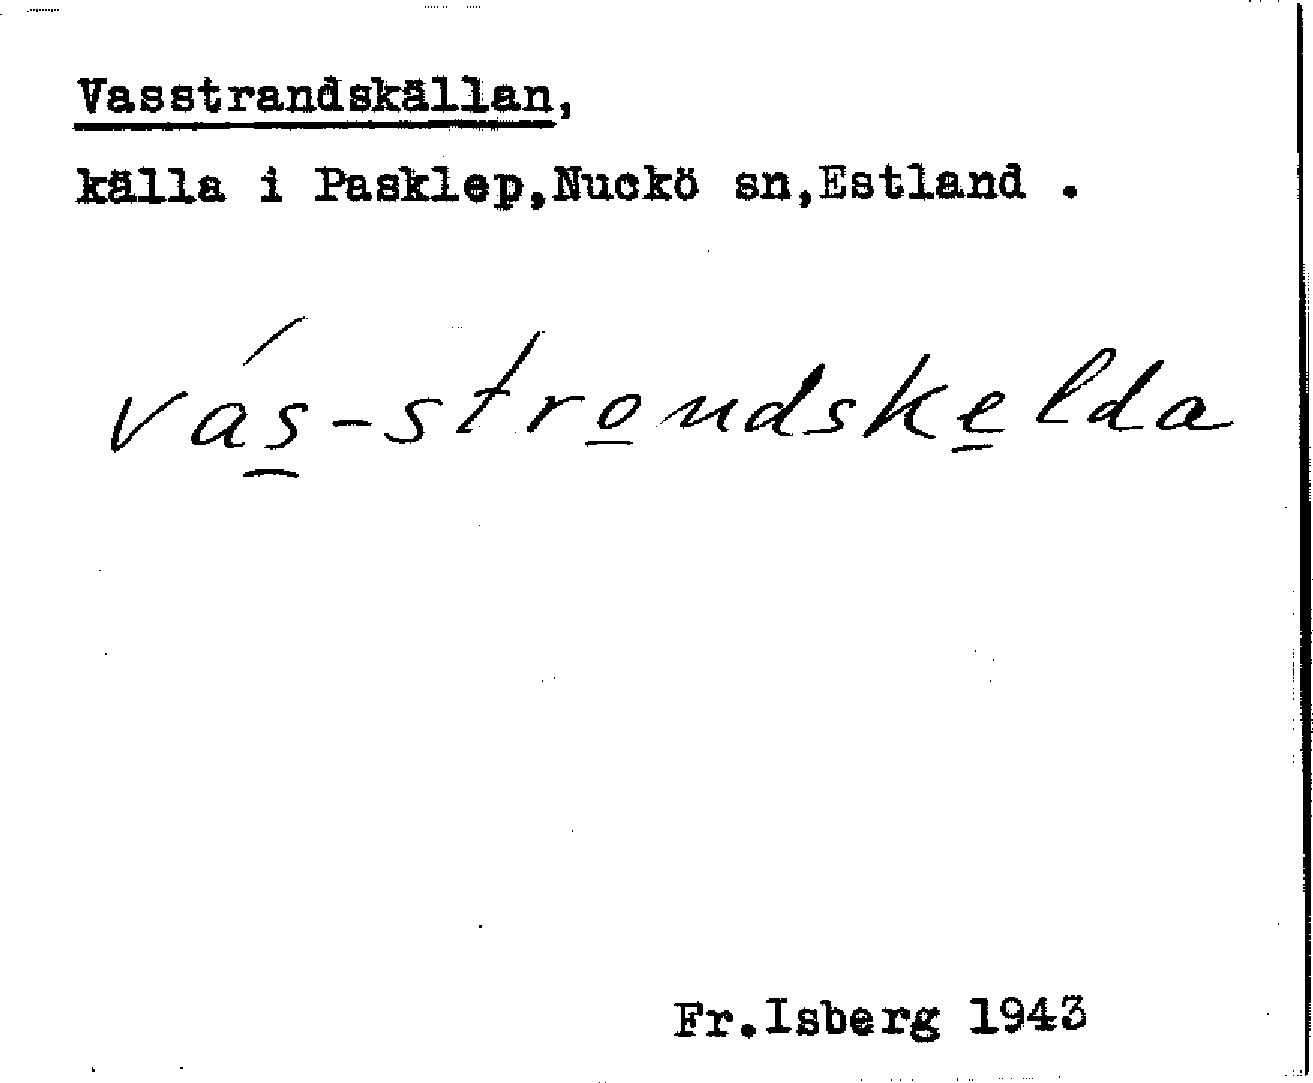 Vasstrandskällan,
källa i Pasklep,Nuckö sn,Estland .
vás-strondskelda
Fr.Isberg 1943